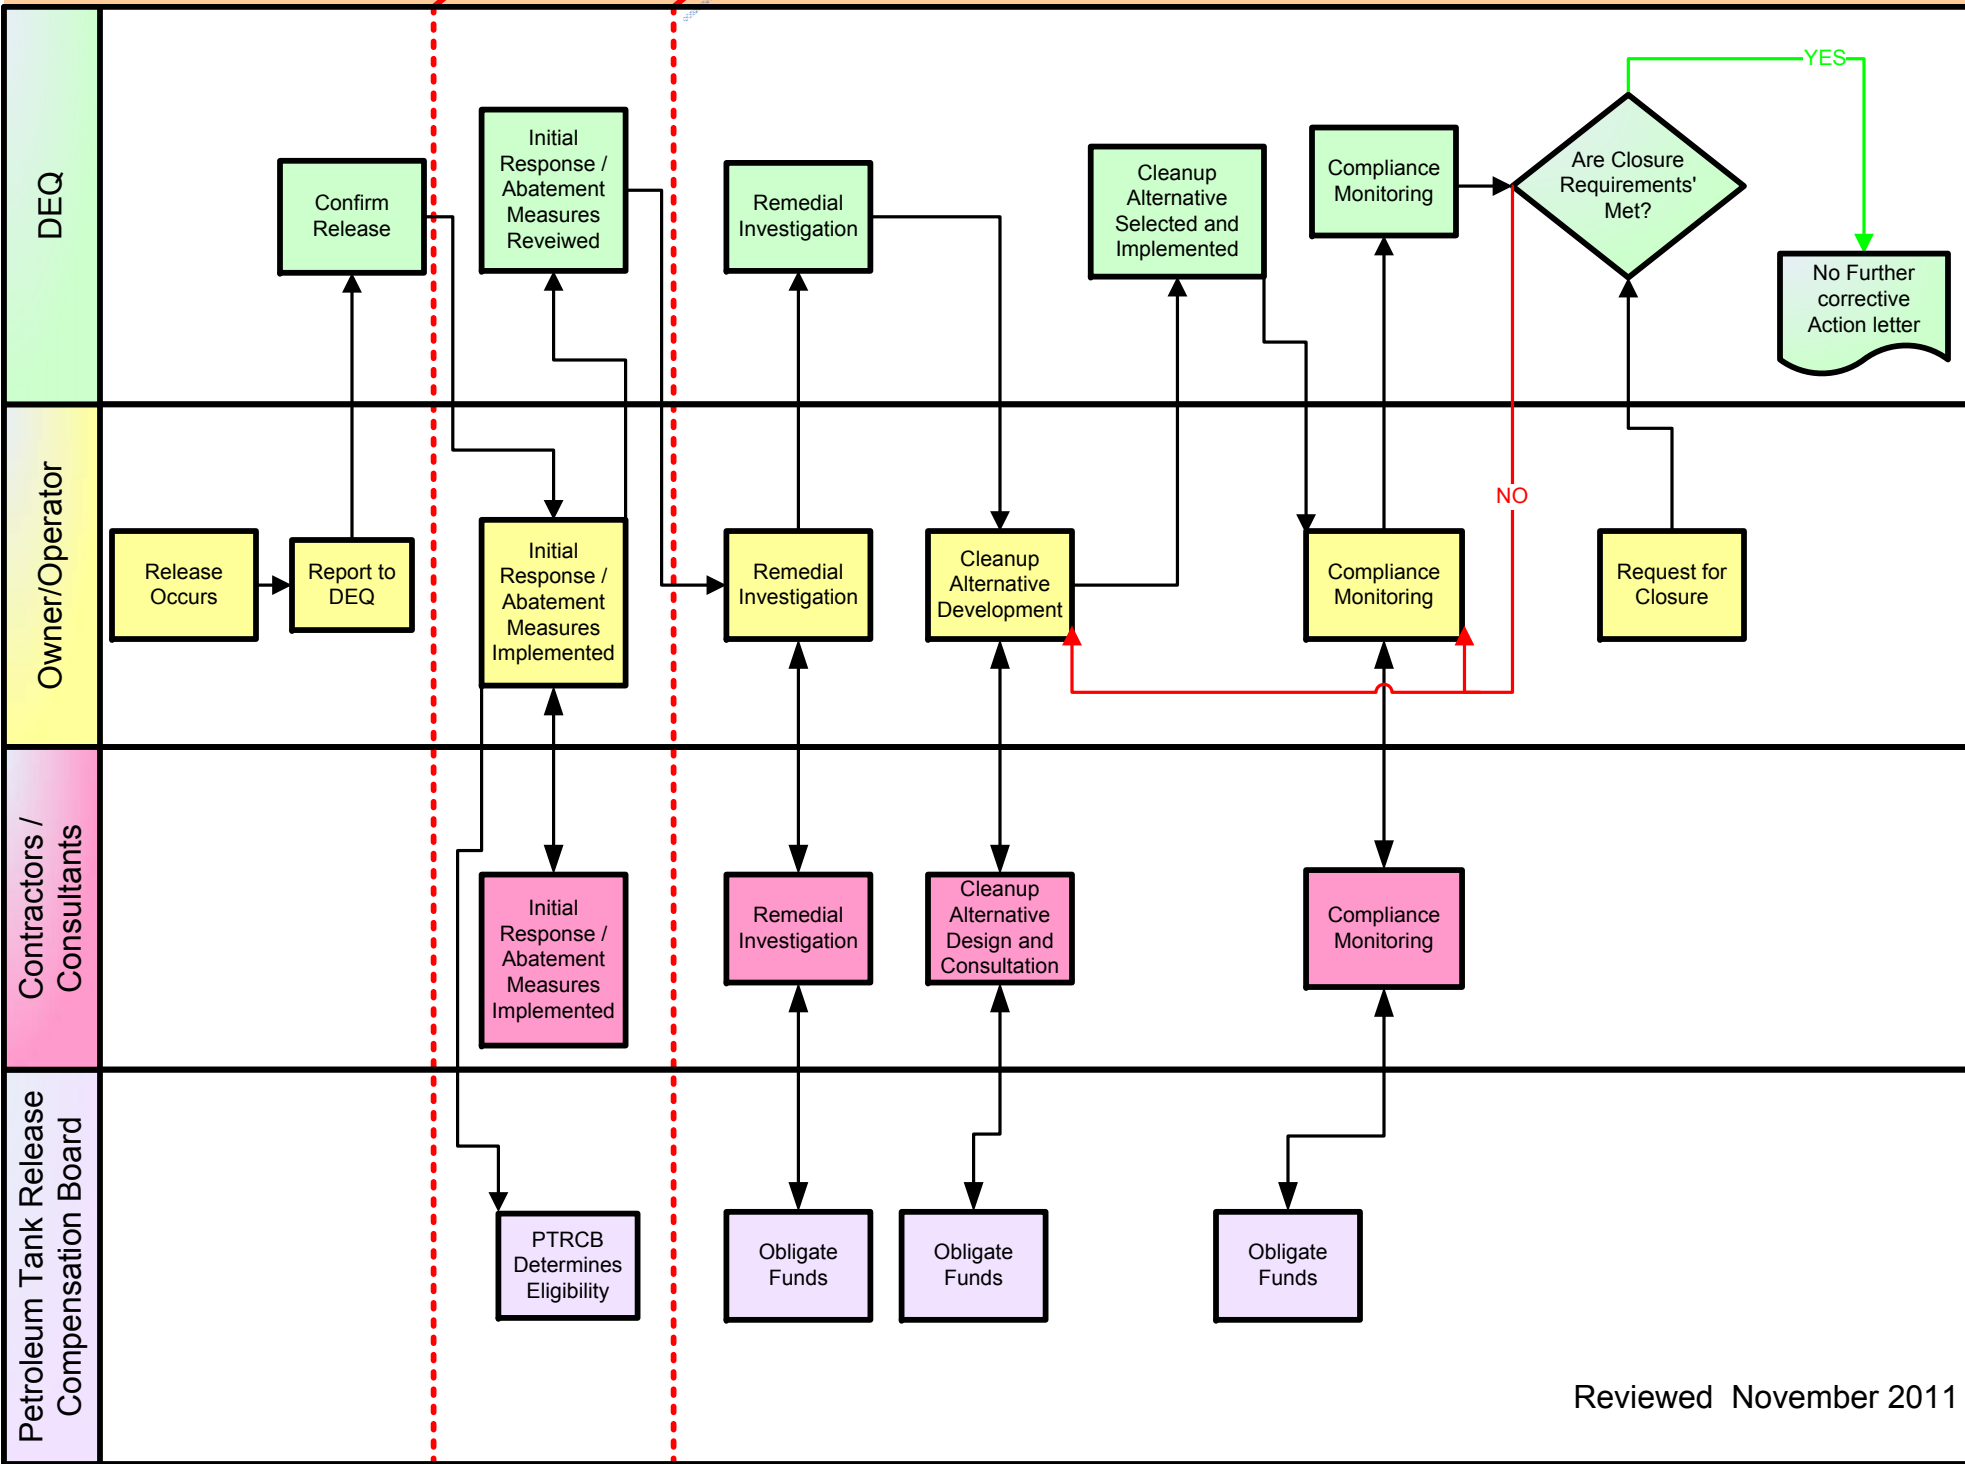 DEQ
Confirm
Release
Initial
Response /
Abatement
Measures
Reveiwed
Remedial
Investigation
Cleanup
Alternative
Selected and
Implemented
Compliance
Monitoring
Are Closure
Requirements'
Met?
YES
No Further
corrective
Action letter
Owner/Operator
Release
Occurs
Report to
DEQ
Initial
Response /
Abatement
Measures
Implemented
Remedial
Investigation
Cleanup
Alternative
Development
Compliance
Monitoring
NO
Request for
Closure
Contractors /
Consultants
Initial
Response /
Abatement
Measures
Implemented
Remedial
Investigation
Cleanup
Alternative
Design and
Consultation
Compliance
Monitoring
Petroleum Tank Release
Compensation Board
PTRCB
Determines
Eligibility
Obligate
Funds
Obligate
Funds
Obligate
Funds
Reviewed  November 2011